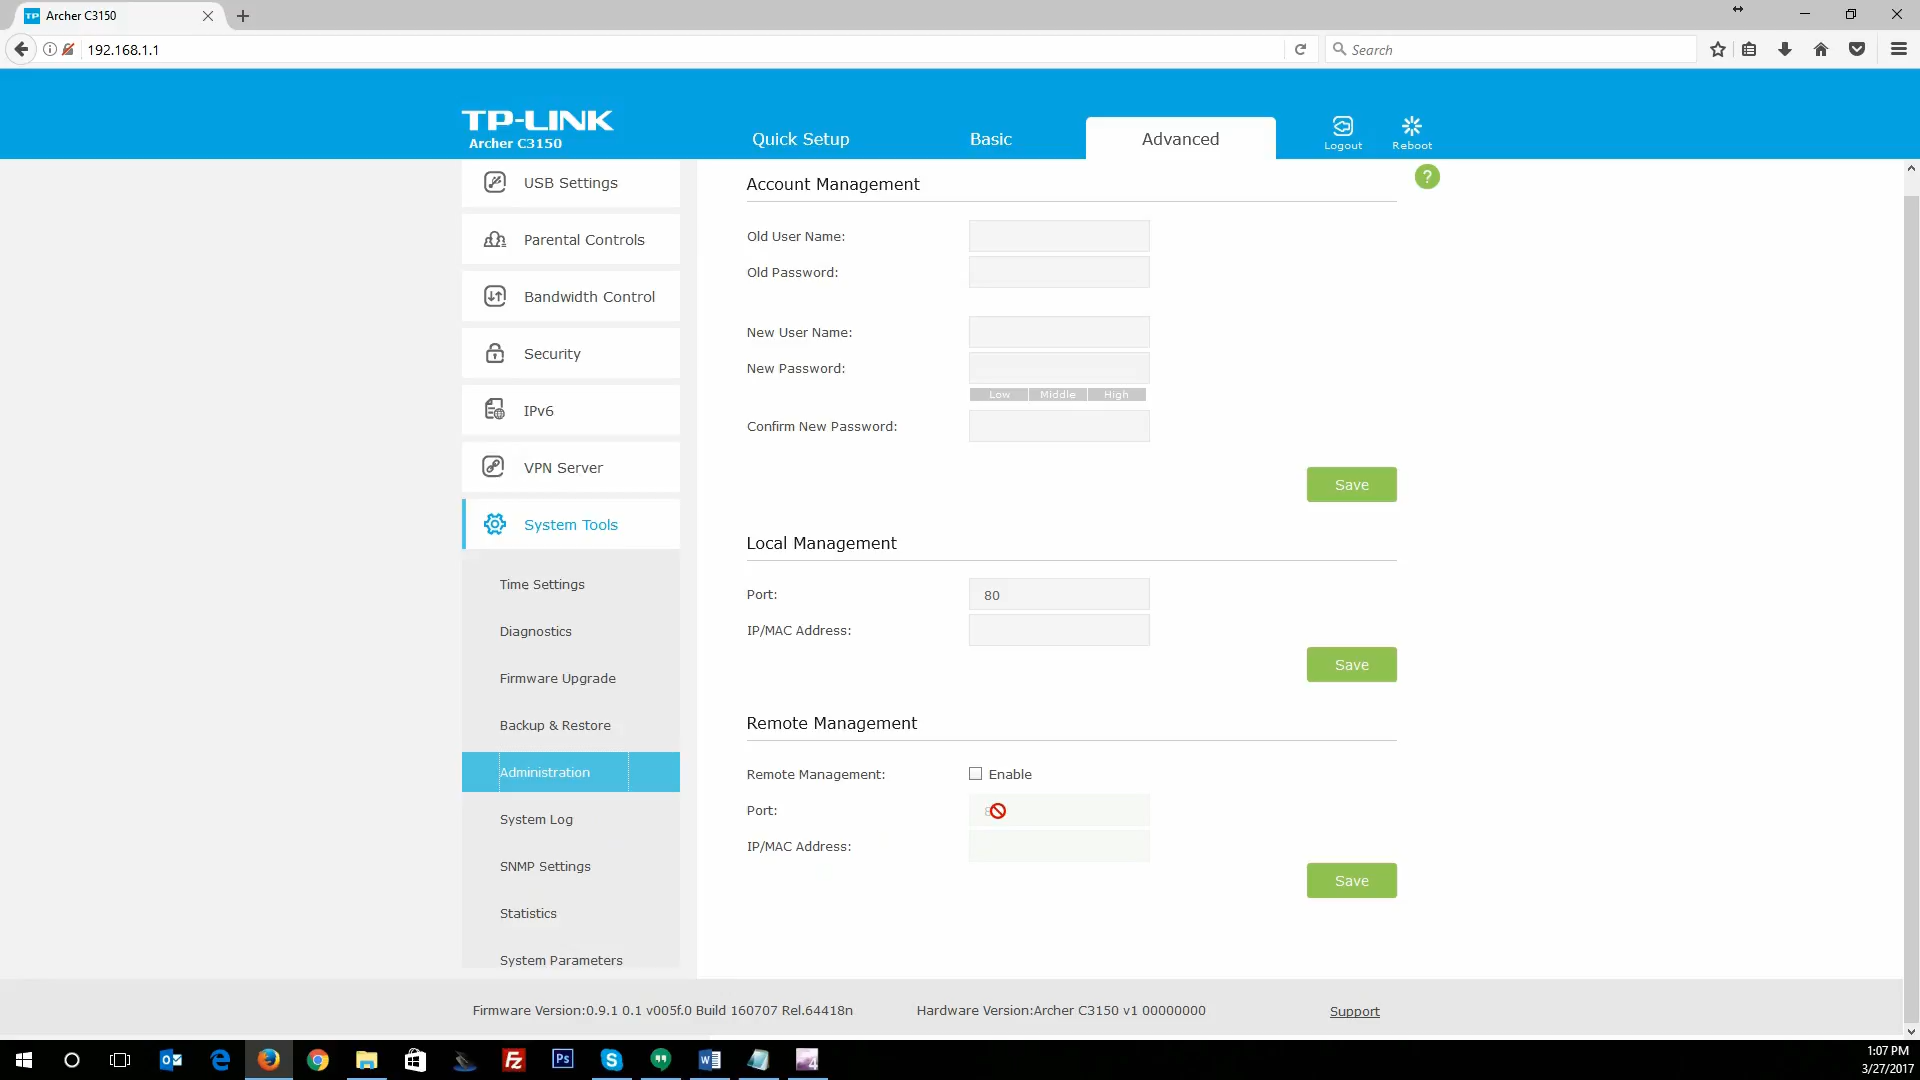 TP Archer C3150
192.168.1.1
Search
TP-LINK
Archer C3150
Quick Setup
Basic
Advanced
Logout
Reboot
USB Settings
Parental Controls
Bandwidth Control
Security
IPv6
VPN Server
System Tools
Time Settings
Diagnostics
Firmware Upgrade
Backup & Restore
Administration
System Log
SNMP Settings
Statistics
System Parameters
Account Management
?
Old User Name:
Old Password:
New User Name:
New Password:
Low Middle High
Confirm New Password:
Save
Local Management
Port: 80
IP/MAC Address:
Save
Remote Management
Remote Management: Enable
Port:
IP/MAC Address:
Save
Firmware Version:0.9.1 0.1 v005f.0 Build 160707 Rel.64418n
Hardware Version:Archer C3150 v1 00000000
Support
1:07 PM
3/27/2017